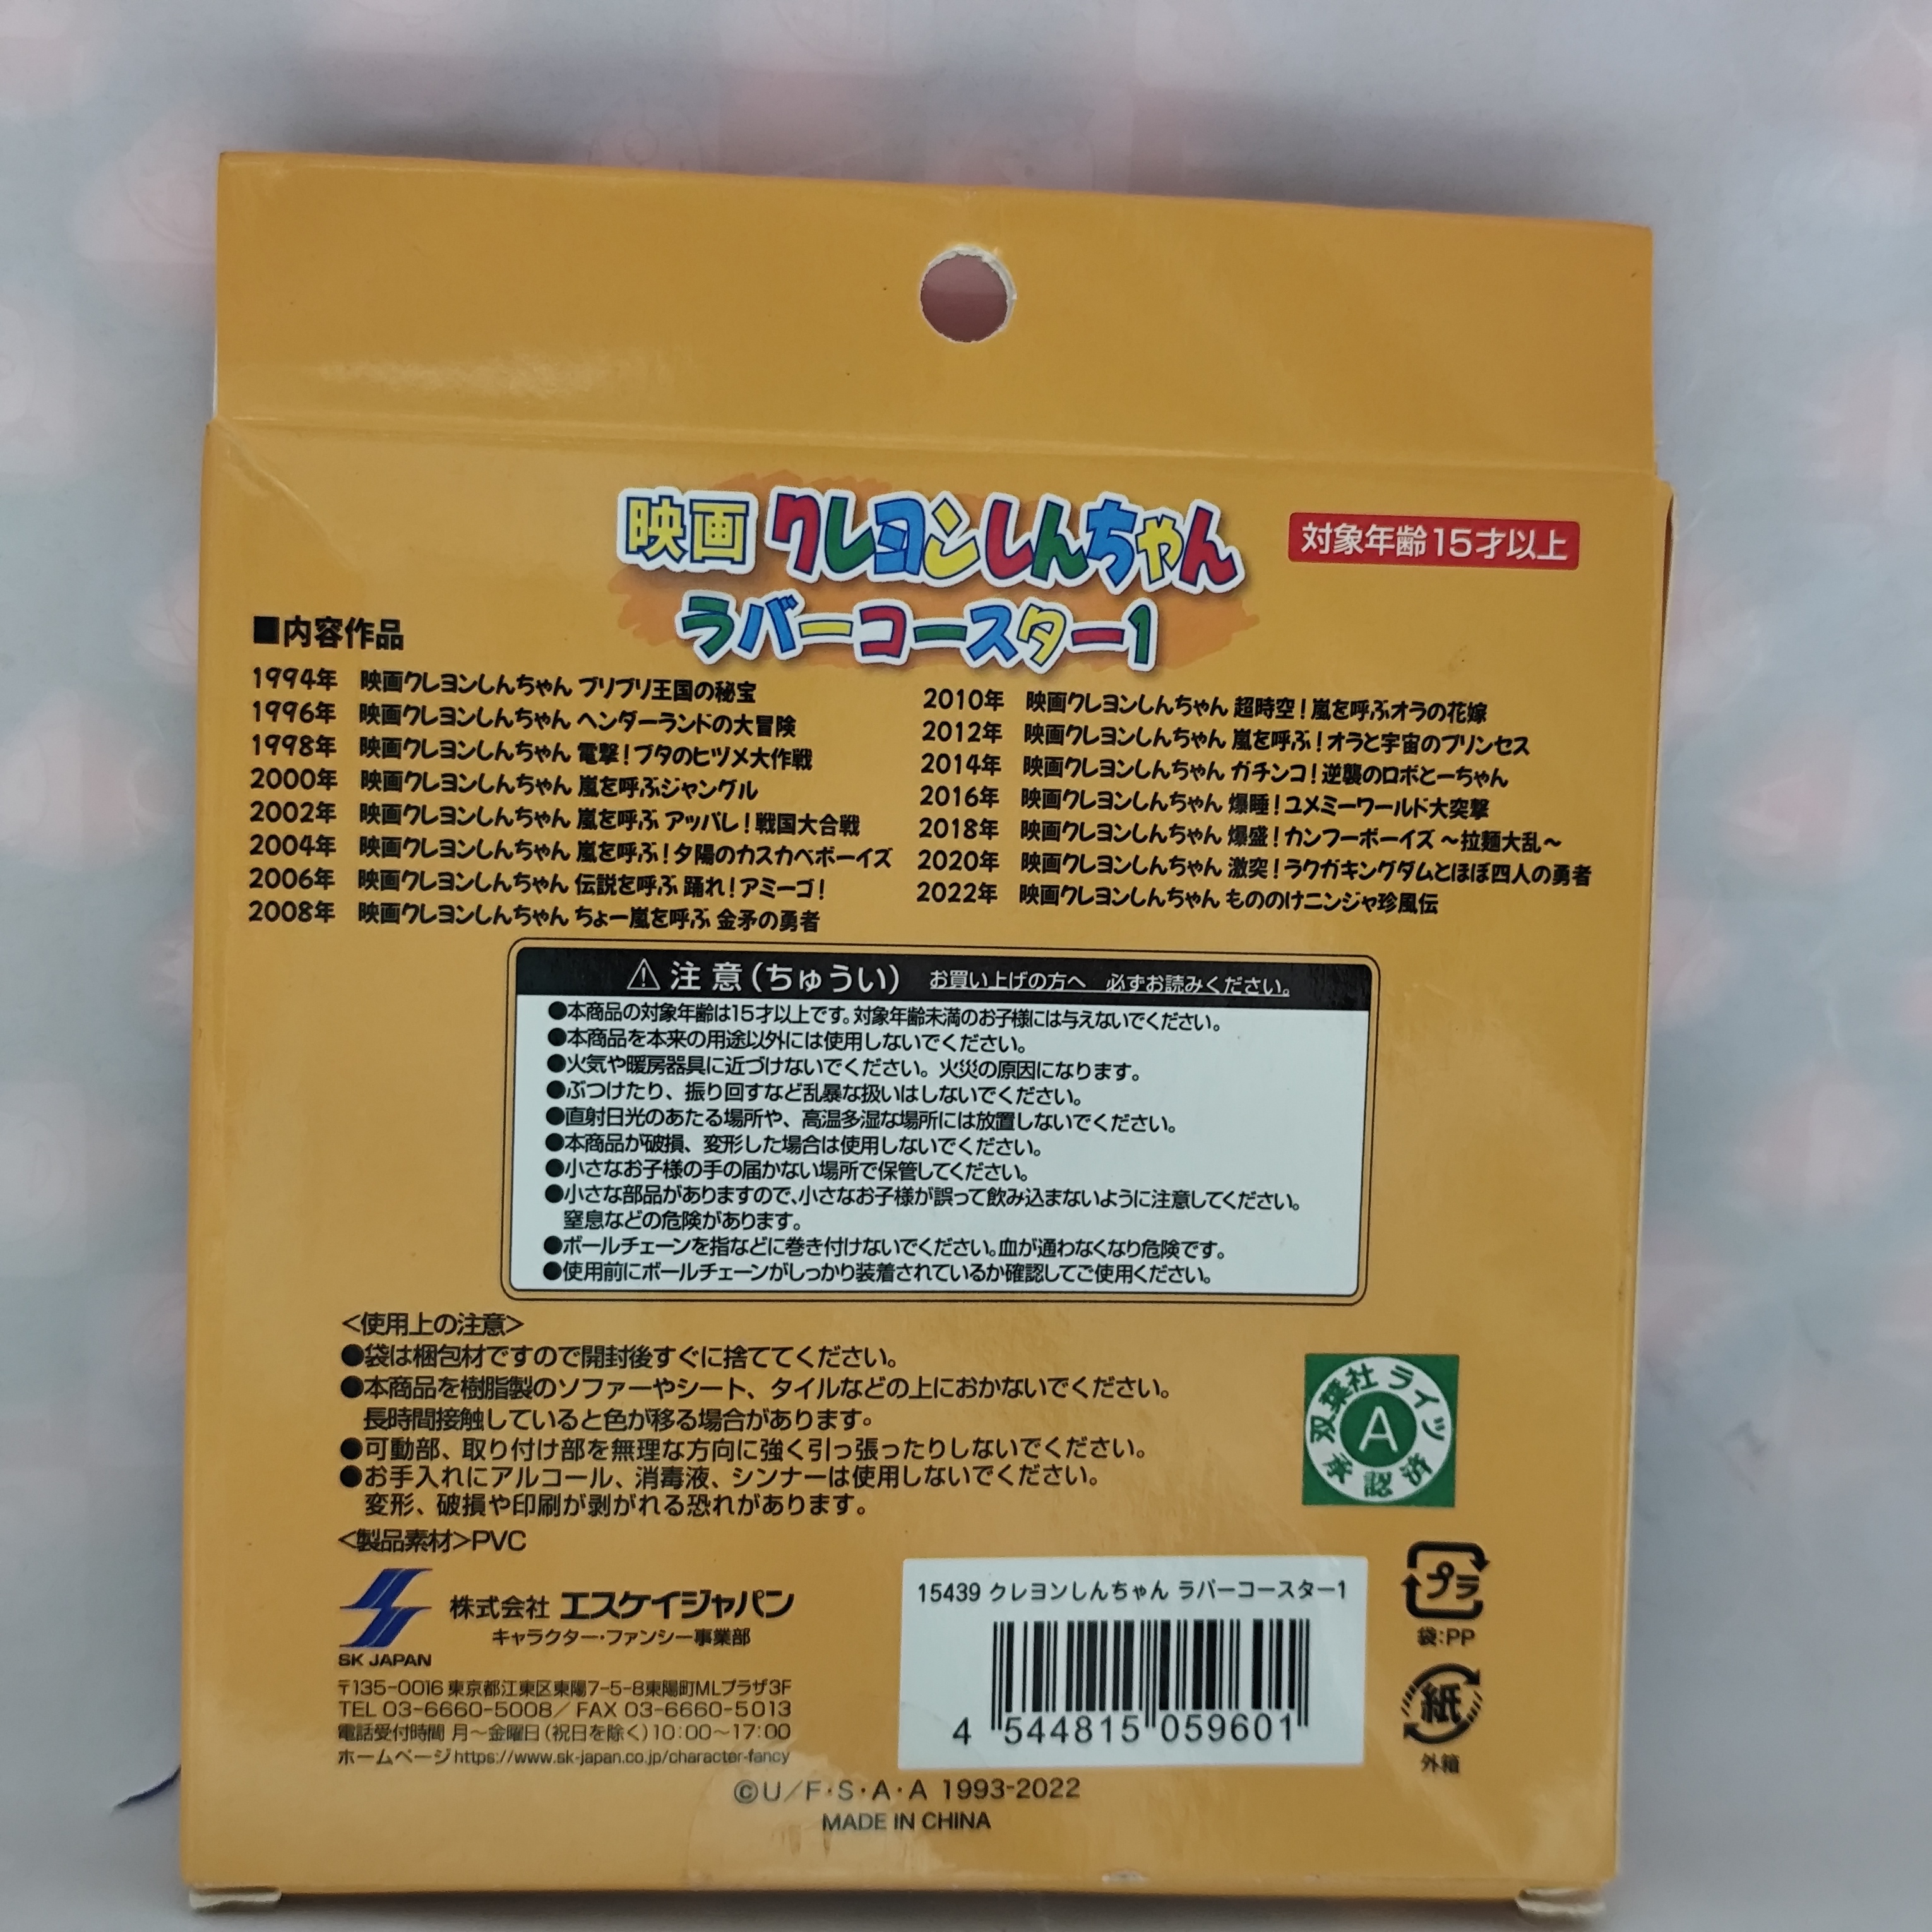 映画 クレヨンしんちゃん
ラバーコースター1
対象年齢15才以上
■内容作品
1994年 映画クレヨンしんちゃん ブリブリ王国の秘宝
1996年 映画クレヨンしんちゃん ヘンダーランドの大冒険
1998年 映画クレヨンしんちゃん 電撃!ブタのヒヅメ大作戦
2000年 映画クレヨンしんちゃん 嵐を呼ぶジャングル
2002年 映画クレヨンしんちゃん 嵐を呼ぶ アッパレ!戦国大合戦
2004年 映画クレヨンしんちゃん 嵐を呼ぶ!夕陽のカスカベボーイズ
2006年 映画クレヨンしんちゃん 伝説を呼ぶ 踊れ!アミーゴ!
2008年 映画クレヨンしんちゃん ちょー嵐を呼ぶ 金矛の勇者
2010年 映画クレヨンしんちゃん 超時空!嵐を呼ぶオラの花嫁
2012年 映画クレヨンしんちゃん 嵐を呼ぶ!オラと宇宙のプリンセス
2014年 映画クレヨンしんちゃん ガチンコ!逆襲のロボとーちゃん
2016年 映画クレヨンしんちゃん 爆睡!ユメミーワールド大突撃
2018年 映画クレヨンしんちゃん 爆盛!カンフーボーイズ ～拉麺大乱～
2020年 映画クレヨンしんちゃん 激突!ラクガキングダムとほぼ四人の勇者
2022年 映画クレヨンしんちゃん もののけニンジャ珍風伝
⚠注意(ちゅうい) お買い上げの方へ 必ずお読みください。
●本商品の対象年齢は15才以上です。対象年齢未満のお子様には与えないでください。
●本商品を本来の用途以外には使用しないでください。
●火気や暖房器具に近づけないでください。火災の原因になります。
●ぶつけたり、振り回すなど乱暴な扱いはしないでください。
●直射日光のあたる場所や、高温多湿な場所には放置しないでください。
●本商品が破損、変形した場合は使用しないでください。
●小さなお子様の手の届かない場所で保管してください。
●小さな部品がありますので、小さなお子様が誤って飲み込まないように注意してください。
窒息などの危険があります。
●ボールチェーンを指などに巻き付けないでください。血が通わなくなり危険です。
●使用前にボールチェーンがしっかり装着されているか確認してご使用ください。
<使用上の注意>
●袋は梱包材ですので開封後すぐに捨ててください。
●本商品を樹脂製のソファーやシート、タイルなどの上におかないでください。
長時間接触していると色が移る場合があります。
●可動部、取り付け部を無理な方向に強く引っ張ったりしないでください。
●お手入れにアルコール、消毒液、シンナーは使用しないでください。
変形、破損や印刷が剥がれる恐れがあります。
<製品素材>PVC
双葉社 ライツ
A
承認済
SK JAPAN
株式会社 エスケイジャパン
キャラクター・ファンシー事業部
〒135-0016 東京都江東区東陽7-5-8東陽町MLプラザ3F
TEL 03-6660-5008/FAX 03-6660-5013
電話受付時間 月～金曜日(祝日を除く)10:00～17:00
ホームページ https://www.sk-japan.co.jp/character-fancy
15439 クレヨンしんちゃん ラバーコースター1
4 544815 059601
プラ
袋:PP
紙
外箱
©U/F・S・A・A 1993-2022
MADE IN CHINA